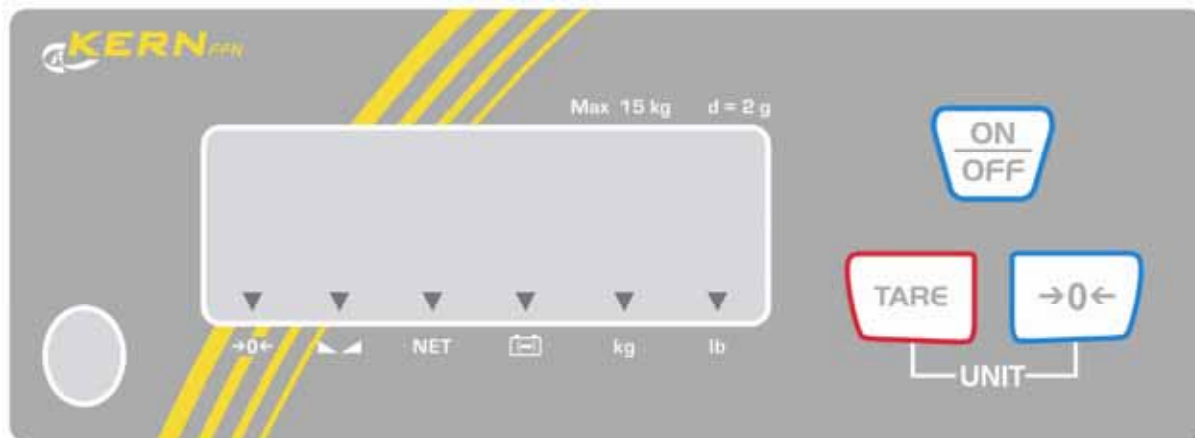 KERN FFN
Max 15 kg d = 2 g
ON
OFF
TARE →0←
→0← NET kg lb
UNIT